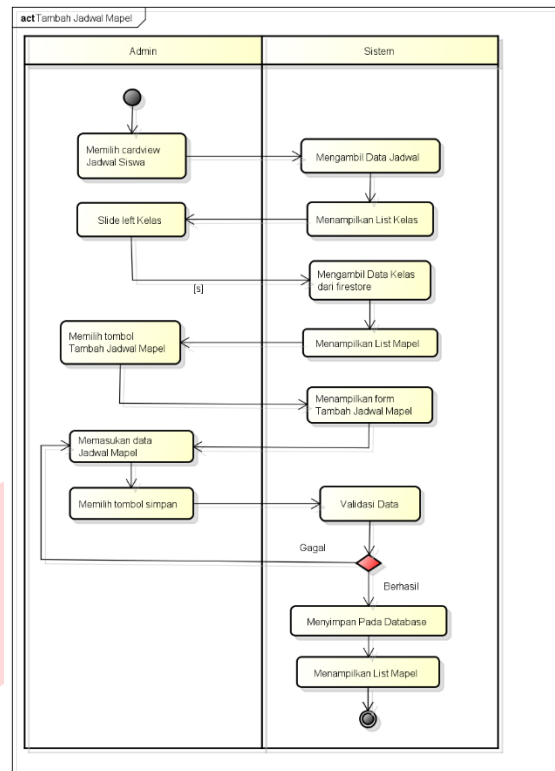 act Tambah Jadwal Mapel
Admin
Sistem
Memilih cardview
Jadwal Siswa
Mengambil Data Jadwal
Slide left Kelas
Menampilkan List Kelas
[s]
Mengambil Data Kelas
dari firestore
Memilih tombol
Tambah Jadwal Mapel
Menampilkan List Mapel
Menampilkan form
Tambah Jadwal Mapel
Memasukan data
Jadwal Mapel
Memilih tombol simpan
Validasi Data
Gagal
Berhasil
Menyimpan Pada Database
Menampilkan List Mapel